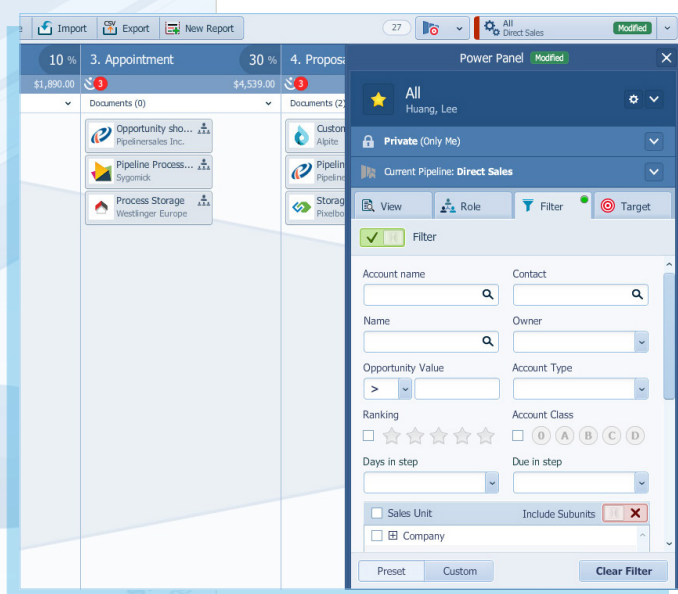 Import
CSV
Export
New Report
27
All
Direct Sales
Modified
10 %
3. Appointment
30 %
$1,890.00
3
$4,539.00
Documents (0)
Opportunity sho...
Pipelinersales Inc.
Pipeline Process...
Sygomick
Process Storage
Westlinger Europe
4. Proposa
3
Documents (2)
Custon
Alpite
Pipelin
Pipeline
Storag
Pixelbo
Power Panel
Modified
All
Huang, Lee
Private (Only Me)
Current Pipeline: Direct Sales
View
Role
Filter
Target
Filter
Account name
Contact
Name
Owner
Opportunity Value
Account Type
>
Ranking
Account Class
0 A B C D
Days in step
Due in step
Sales Unit
Include Subunits
Company
Preset
Custom
Clear Filter